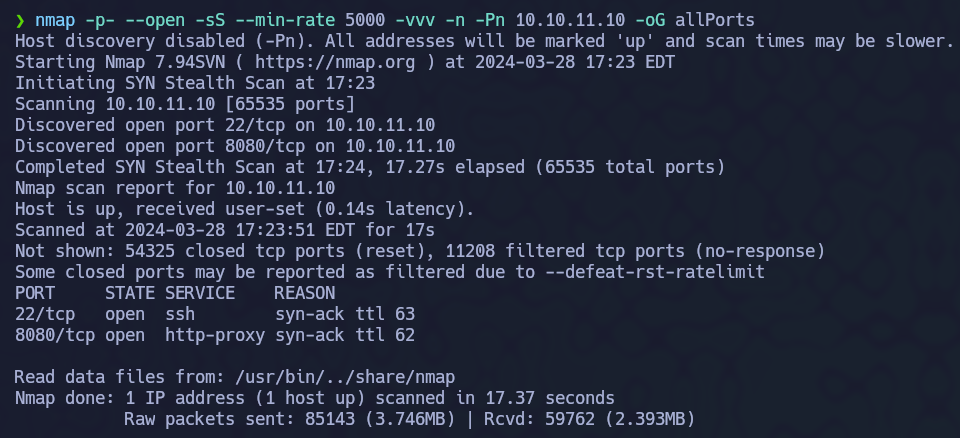 ❯ nmap -p- --open -sS --min-rate 5000 -vvv -n -Pn 10.10.11.10 -oG allPorts
Host discovery disabled (-Pn). All addresses will be marked 'up' and scan times may be slower.
Starting Nmap 7.94SVN ( https://nmap.org ) at 2024-03-28 17:23 EDT
Initiating SYN Stealth Scan at 17:23
Scanning 10.10.11.10 [65535 ports]
Discovered open port 22/tcp on 10.10.11.10
Discovered open port 8080/tcp on 10.10.11.10
Completed SYN Stealth Scan at 17:24, 17.27s elapsed (65535 total ports)
Nmap scan report for 10.10.11.10
Host is up, received user-set (0.14s latency).
Scanned at 2024-03-28 17:23:51 EDT for 17s
Not shown: 54325 closed tcp ports (reset), 11208 filtered tcp ports (no-response)
Some closed ports may be reported as filtered due to --defeat-rst-ratelimit
PORT     STATE SERVICE    REASON
22/tcp   open  ssh        syn-ack ttl 63
8080/tcp open  http-proxy syn-ack ttl 62

Read data files from: /usr/bin/../share/nmap
Nmap done: 1 IP address (1 host up) scanned in 17.37 seconds
           Raw packets sent: 85143 (3.746MB) | Rcvd: 59762 (2.393MB)